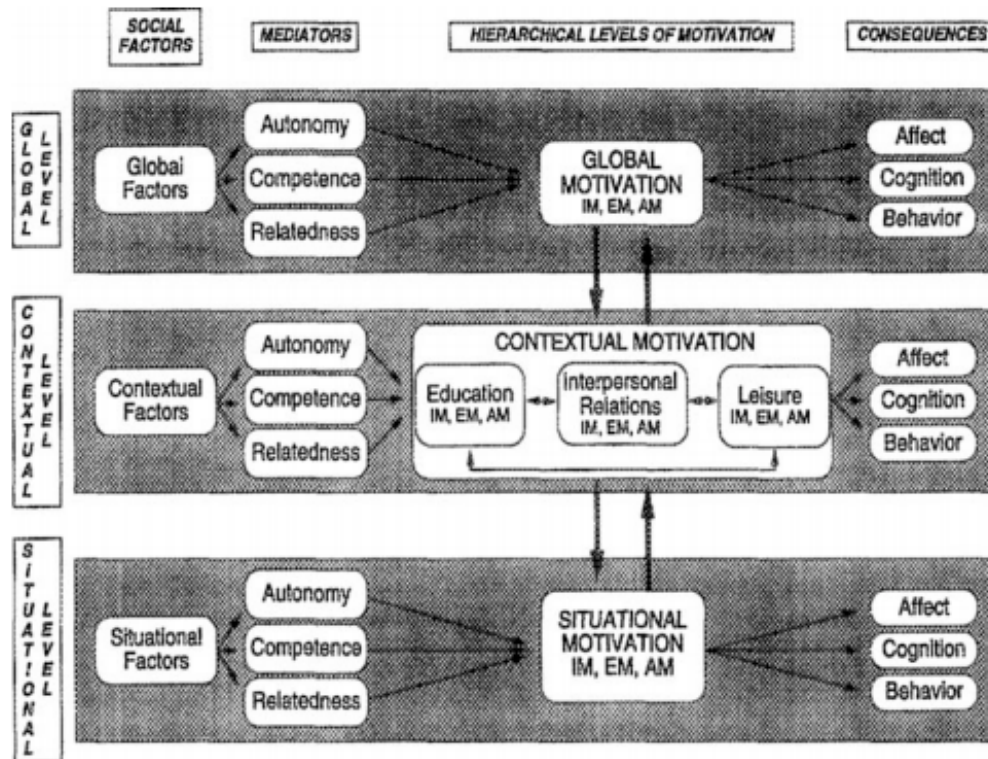 SOCIAL
FACTORS
MEDIATORS
HIERARCHICAL LEVELS OF MOTIVATION
CONSEQUENCES
GLOBAL
LEVEL
Global
Factors
Autonomy
Competence
Relatedness
GLOBAL
MOTIVATION
IM, EM, AM
Affect
Cognition
Behavior
CONTEXTUAL
LEVEL
Contextual
Factors
Autonomy
Competence
Relatedness
CONTEXTUAL MOTIVATION
Education
IM, EM, AM
Interpersonal
Relations
IM, EM, AM
Leisure
IM, EM, AM
Affect
Cognition
Behavior
SITUATIONAL
LEVEL
Situational
Factors
Autonomy
Competence
Relatedness
SITUATIONAL
MOTIVATION
IM, EM, AM
Affect
Cognition
Behavior